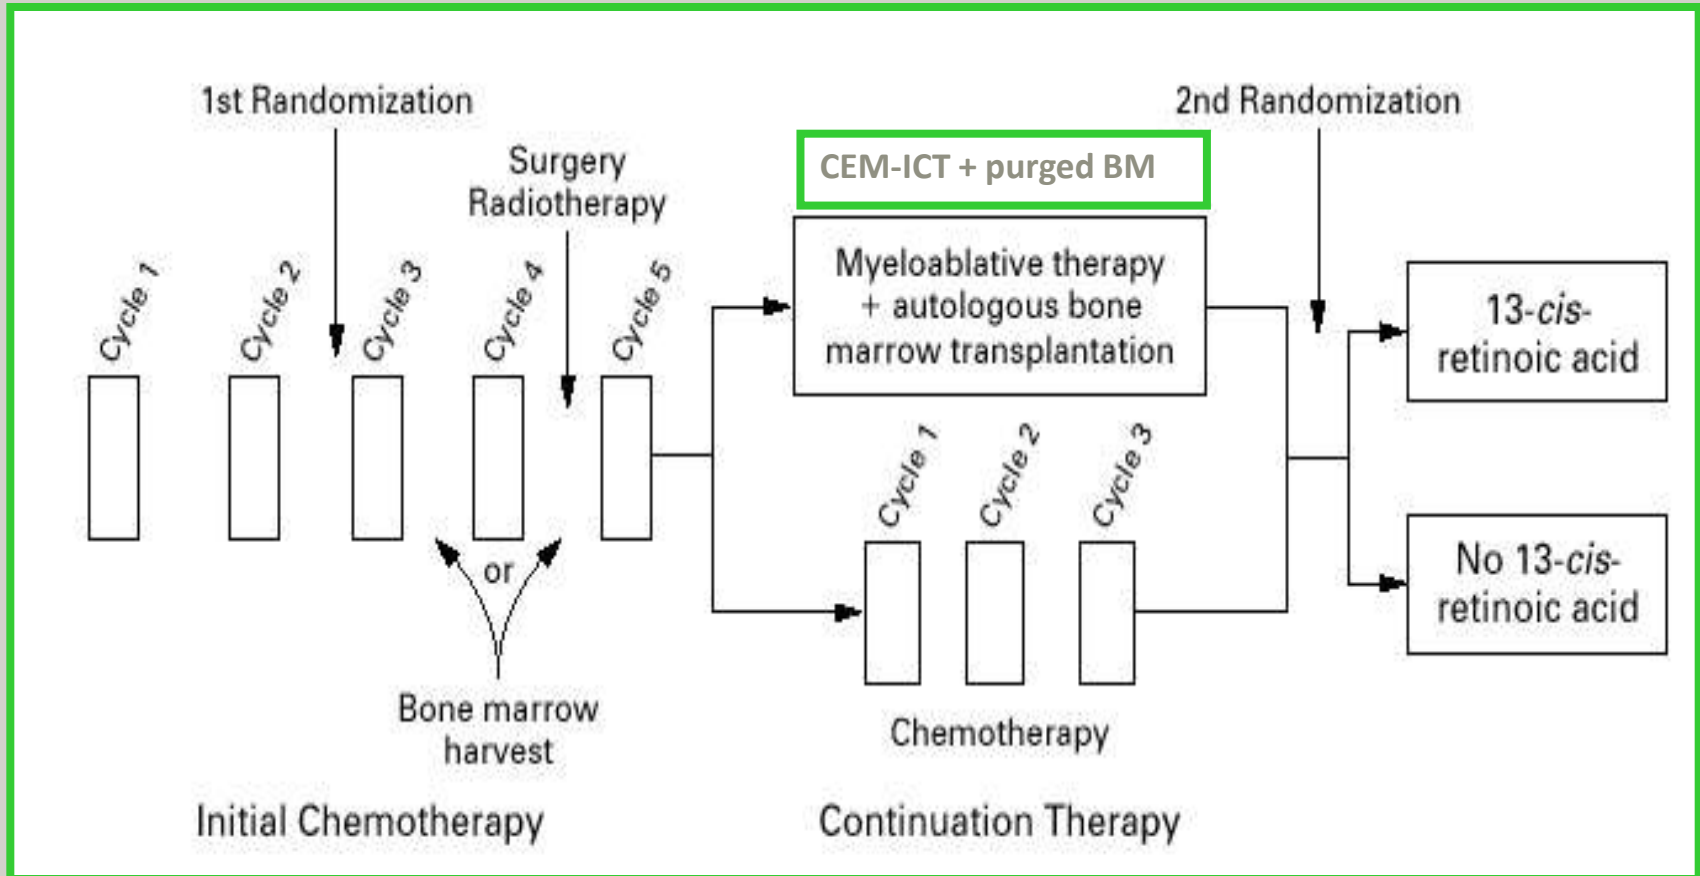 1st Randomization
2nd Randomization
Surgery
Radiotherapy
CEM-ICT + purged BM
Cycle 1
Cycle 2
Cycle 3
Cycle 4
Cycle 5
Myeloablative therapy
+ autologous bone
marrow transplantation
13-cis-
retinoic acid
Cycle 1
Cycle 2
Cycle 3
or
No 13-cis-
retinoic acid
Bone marrow
harvest
Chemotherapy
Initial Chemotherapy
Continuation Therapy